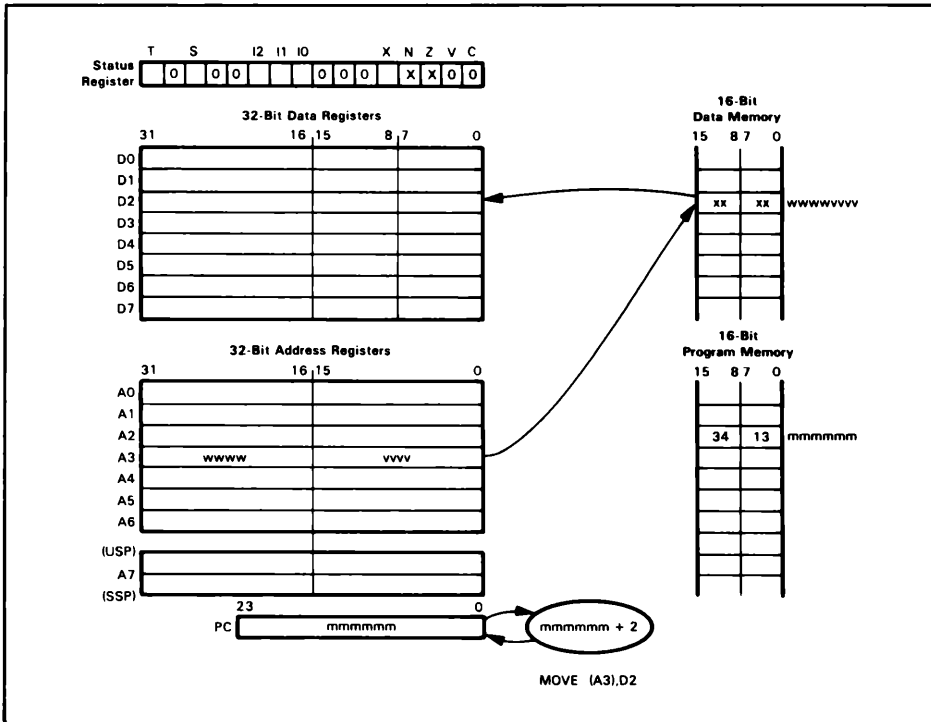 T S I2 I1 I0 X N Z V C
Status Register 0 0 0 0 0 0 X X 0 0
32-Bit Data Registers
31 16 15 8 7 0
D0
D1
D2
D3
D4
D5
D6
D7
16-Bit
Data Memory
15 8 7 0
xx xx wwwwvvvv
32-Bit Address Registers
31 16 15 0
A0
A1
A2
A3 wwww vvvv
A4
A5
A6
(USP)
A7
(SSP)
16-Bit
Program Memory
15 8 7 0
34 13 mmmmmm
23 0
PC mmmmmm
mmmmmm + 2
MOVE (A3),D2